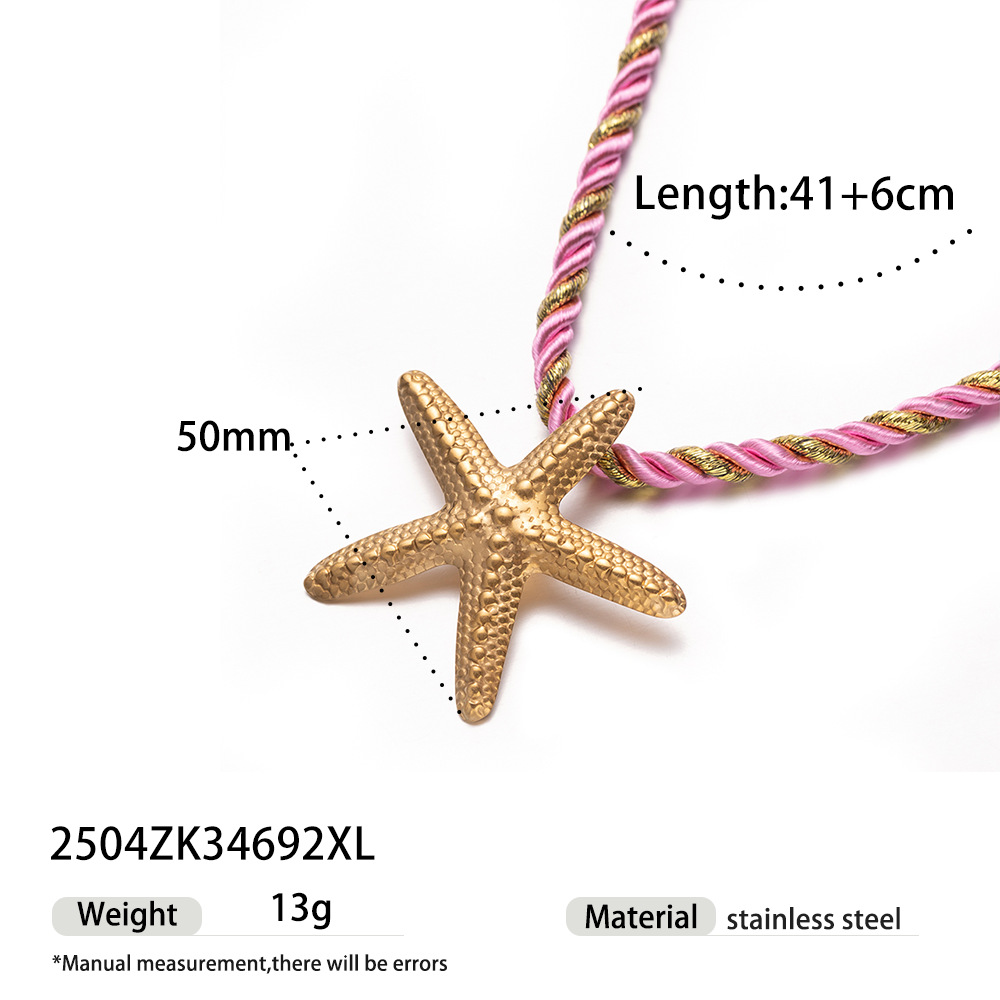 Length:41+6cm
50mm
2504ZK34692XL
Weight 13g
Material stainless steel
*Manual measurement,there will be errors